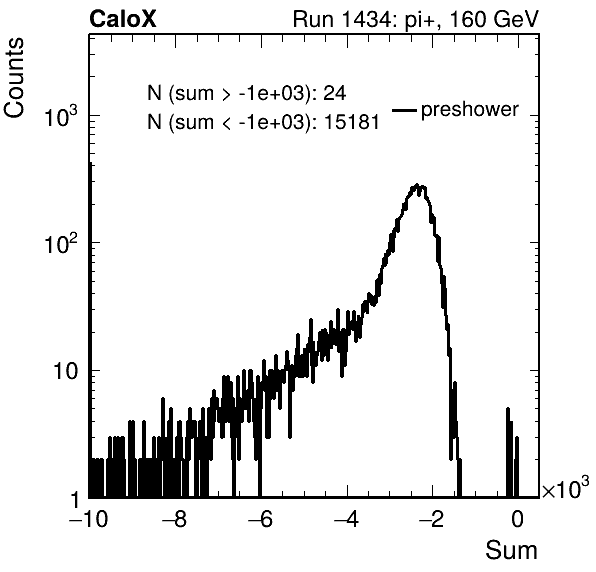 CaloX Run 1434: pi+, 160 GeV
Counts
N (sum > -1e+03): 24
N (sum < -1e+03): 15181
preshower
10³
10²
10
1
−10 −8 −6 −4 −2 0
×10³
Sum